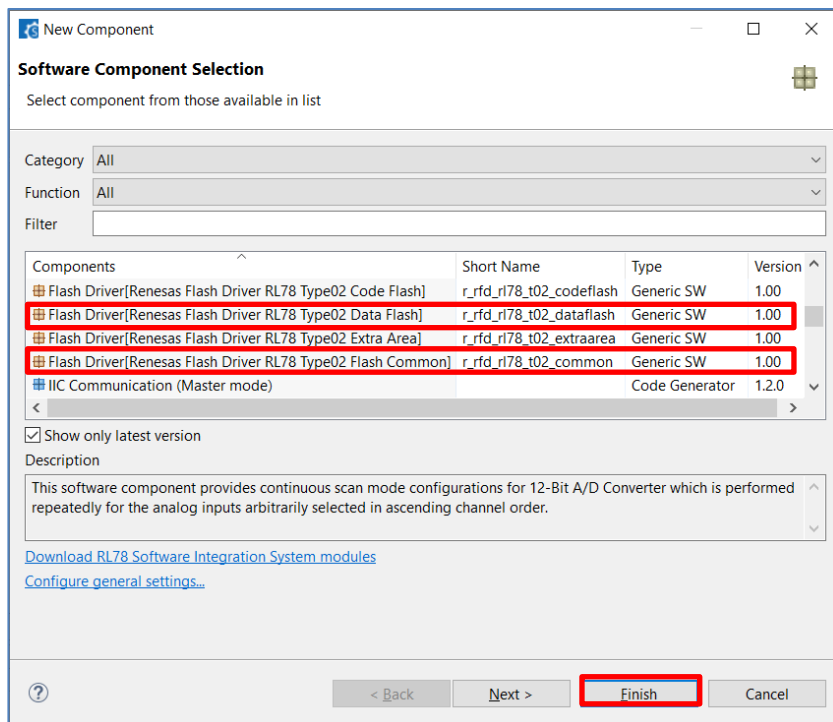 New Component
Software Component Selection
Select component from those available in list
Category All
Function All
Filter
Components Short Name Type Version
Flash Driver[Renesas Flash Driver RL78 Type02 Code Flash] r_rfd_rl78_t02_codeflash Generic SW 1.00
Flash Driver[Renesas Flash Driver RL78 Type02 Data Flash] r_rfd_rl78_t02_dataflash Generic SW 1.00
Flash Driver[Renesas Flash Driver RL78 Type02 Extra Area] r_rfd_rl78_t02_extraarea Generic SW 1.00
Flash Driver[Renesas Flash Driver RL78 Type02 Flash Common] r_rfd_rl78_t02_common Generic SW 1.00
IIC Communication (Master mode) Code Generator 1.2.0
Show only latest version
Description
This software component provides continuous scan mode configurations for 12-Bit A/D Converter which is performed
repeatedly for the analog inputs arbitrarily selected in ascending channel order.
Download RL78 Software Integration System modules
Configure general settings...
? < Back Next > Finish Cancel